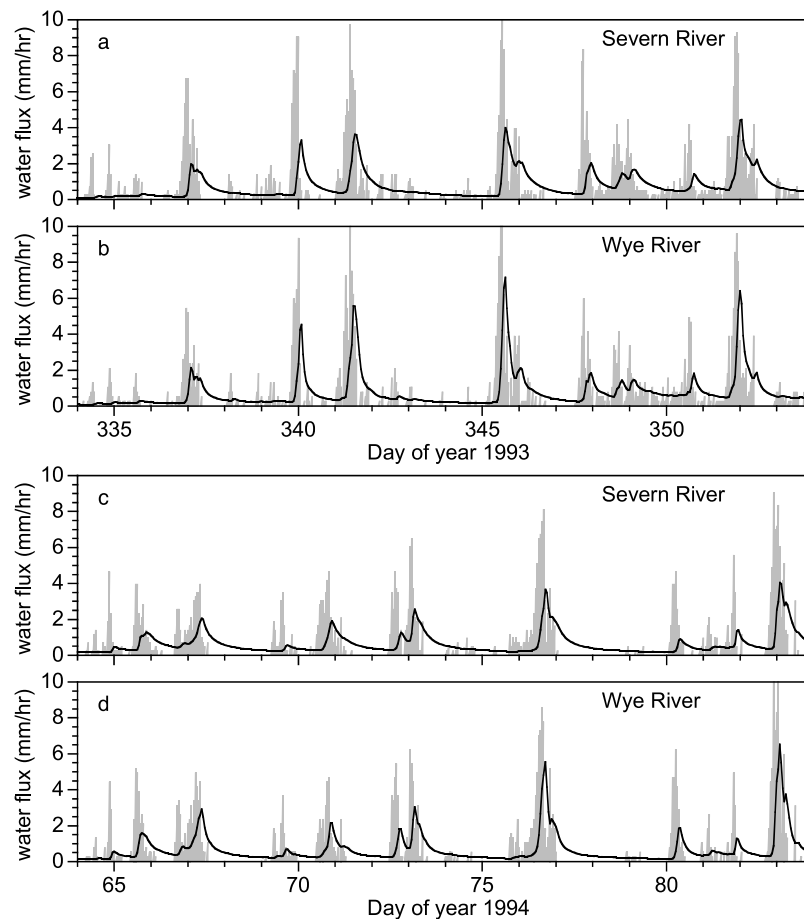 a
Severn River
water flux (mm/hr)
10
8
6
4
2
0
b
Wye River
water flux (mm/hr)
10
8
6
4
2
0
335
340
345
350
Day of year 1993
c
Severn River
water flux (mm/hr)
10
8
6
4
2
0
d
Wye River
water flux (mm/hr)
10
8
6
4
2
0
65
70
75
80
Day of year 1994